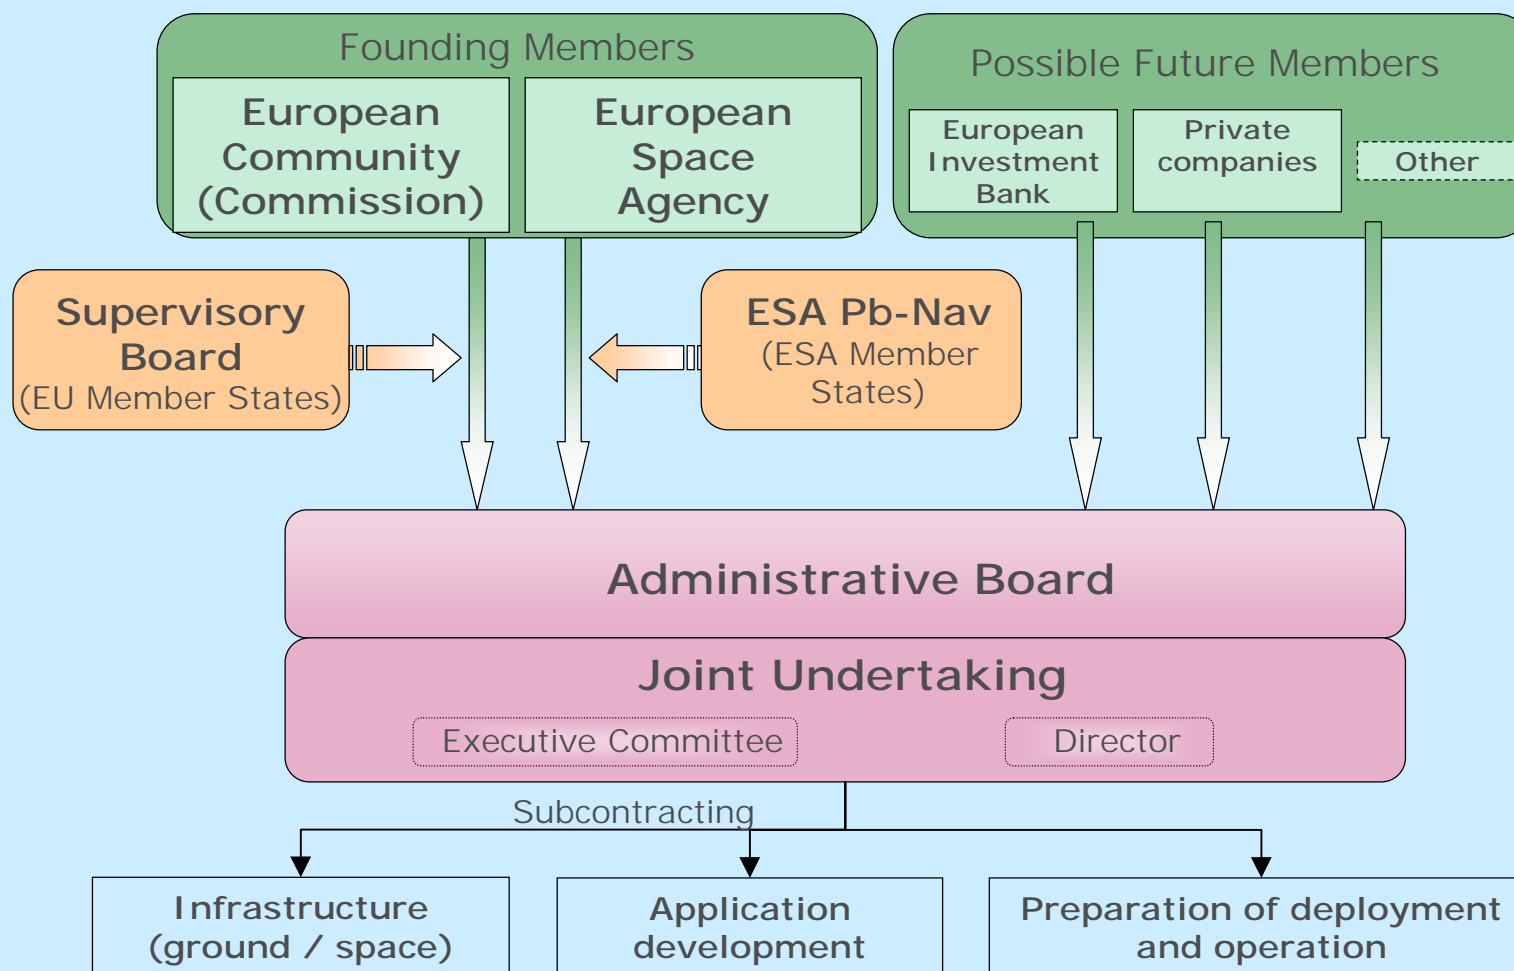 Founding Members
European
Community
(Commission)
European
Space
Agency
Possible Future Members
European
Investment
Bank
Private
companies
Other
Supervisory
Board
(EU Member States)
ESA Pb-Nav
(ESA Member
States)
Administrative Board
Joint Undertaking
Executive Committee
Director
Subcontracting
Infrastructure
(ground / space)
Application
development
Preparation of deployment
and operation